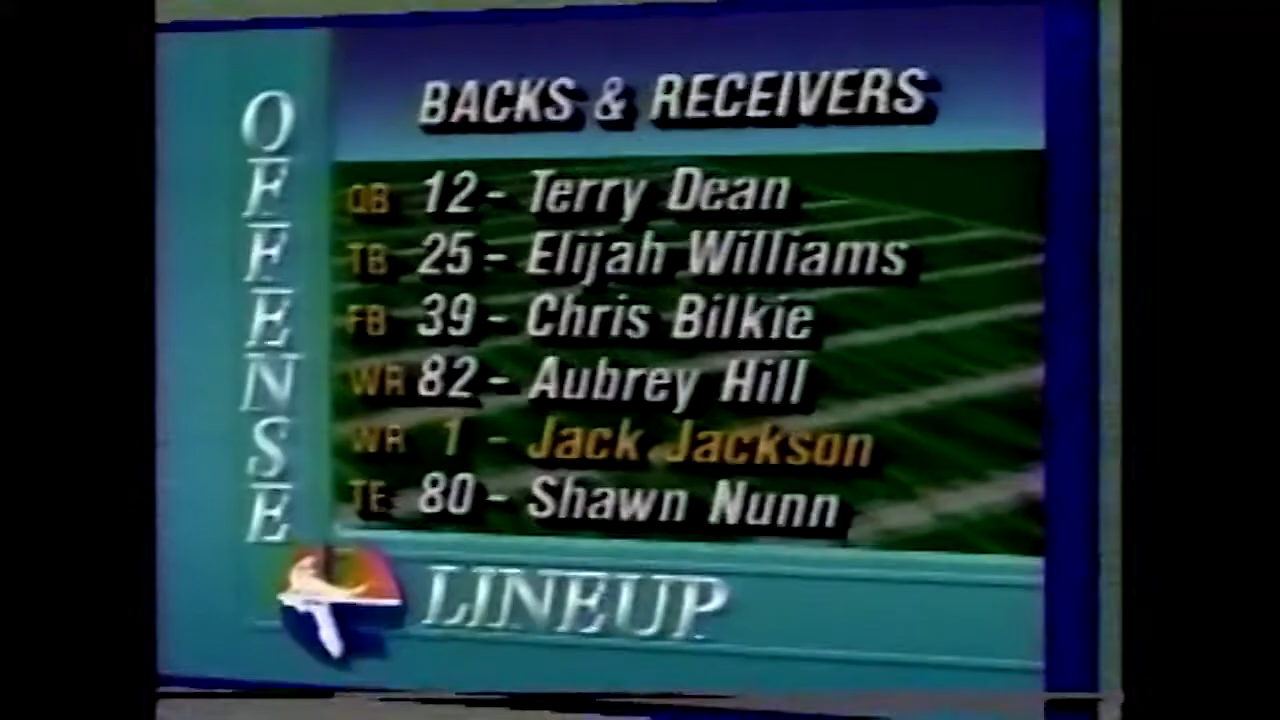 OFFENSE
BACKS & RECEIVERS
QB 12 - Terry Dean
TB 25 - Elijah Williams
FB 39 - Chris Bilkie
WR 82 - Aubrey Hill
WR 1 - Jack Jackson
TE 80 - Shawn Nunn
LINEUP